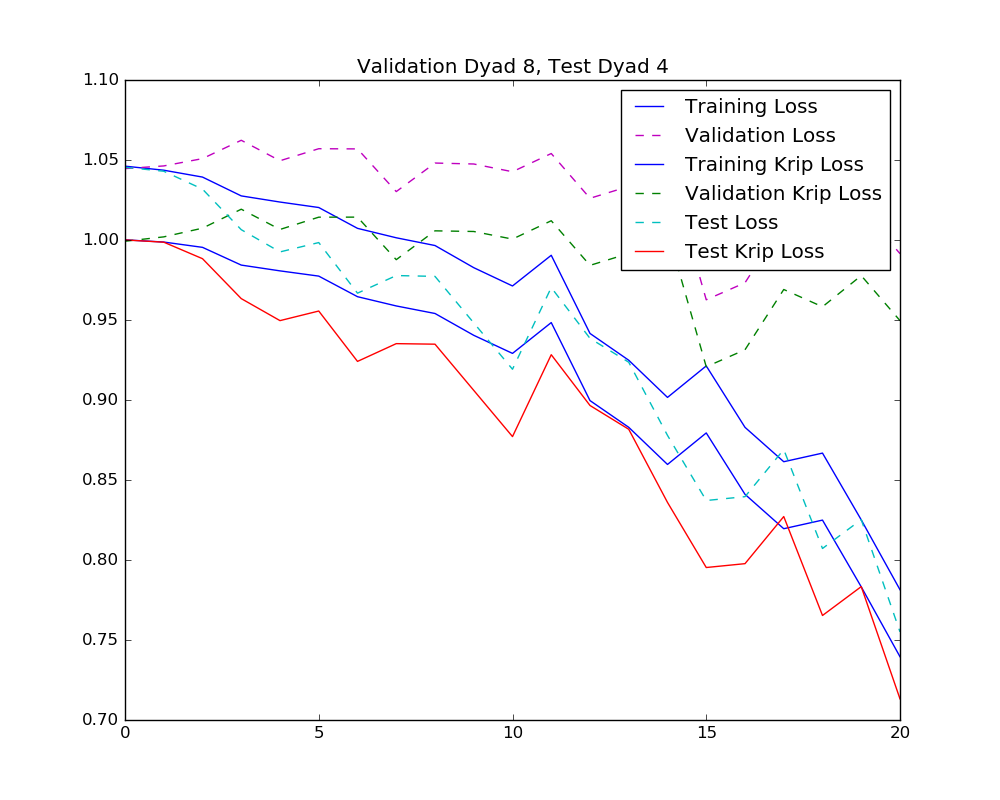 Validation Dyad 8, Test Dyad 4
1.10
1.05
1.00
0.95
0.90
0.85
0.80
0.75
0.70
0 5 10 15 20
Training Loss
Validation Loss
Training Krip Loss
Validation Krip Loss
Test Loss
Test Krip Loss